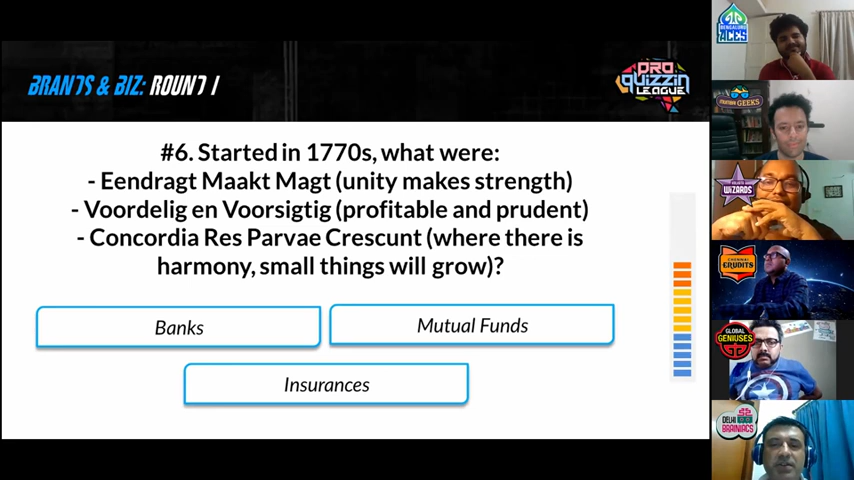 BRANDS & BIZ: ROUND 1
PRO
QUIZZIN
LEAGUE
#6. Started in 1770s, what were:
- Eendragt Maakt Magt (unity makes strength)
- Voordelig en Voorsigtig (profitable and prudent)
- Concordia Res Parvae Crescunt (where there is
harmony, small things will grow)?
Banks
Mutual Funds
Insurances
BENGALURU
ACES
GEEKS
WIZARDS
CHENNAI
ERUDITS
GLOBAL
GENIUSES
DELHI
BRAINIACS